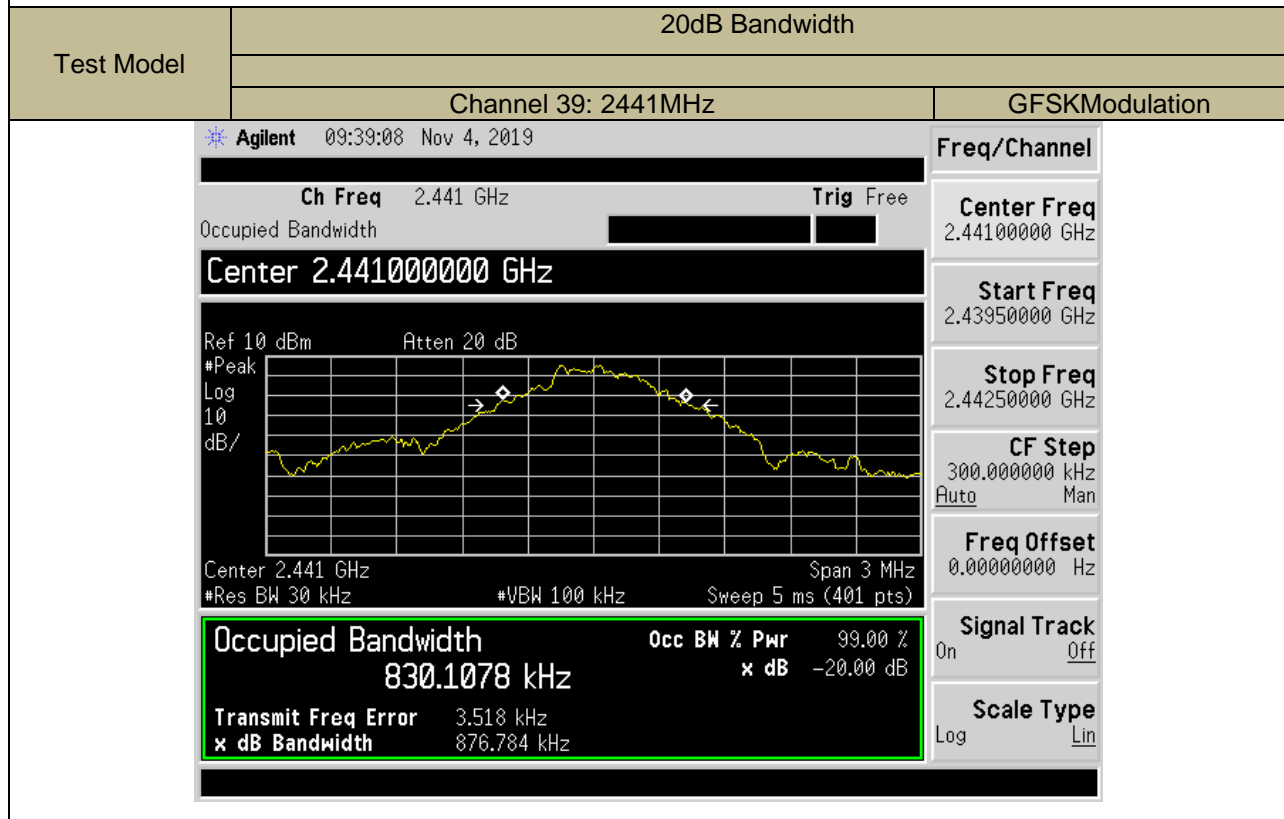 Test Model
20dB Bandwidth
Channel 39: 2441MHz
GFSKModulation
Agilent 09:39:08 Nov 4, 2019
Ch Freq 2.441 GHz Trig Free
Occupied Bandwidth
Center 2.441000000 GHz
Ref 10 dBm Atten 20 dB
#Peak
Log
10
dB/
Center 2.441 GHz Span 3 MHz
#Res BW 30 kHz #VBW 100 kHz Sweep 5 ms (401 pts)
Occupied Bandwidth Occ BW % Pwr 99.00 %
830.1078 kHz x dB -20.00 dB
Transmit Freq Error 3.518 kHz
x dB Bandwidth 876.784 kHz
Freq/Channel
Center Freq
2.44100000 GHz
Start Freq
2.43950000 GHz
Stop Freq
2.44250000 GHz
CF Step
300.000000 kHz
Auto Man
Freq Offset
0.00000000 Hz
Signal Track
On Off
Scale Type
Log Lin